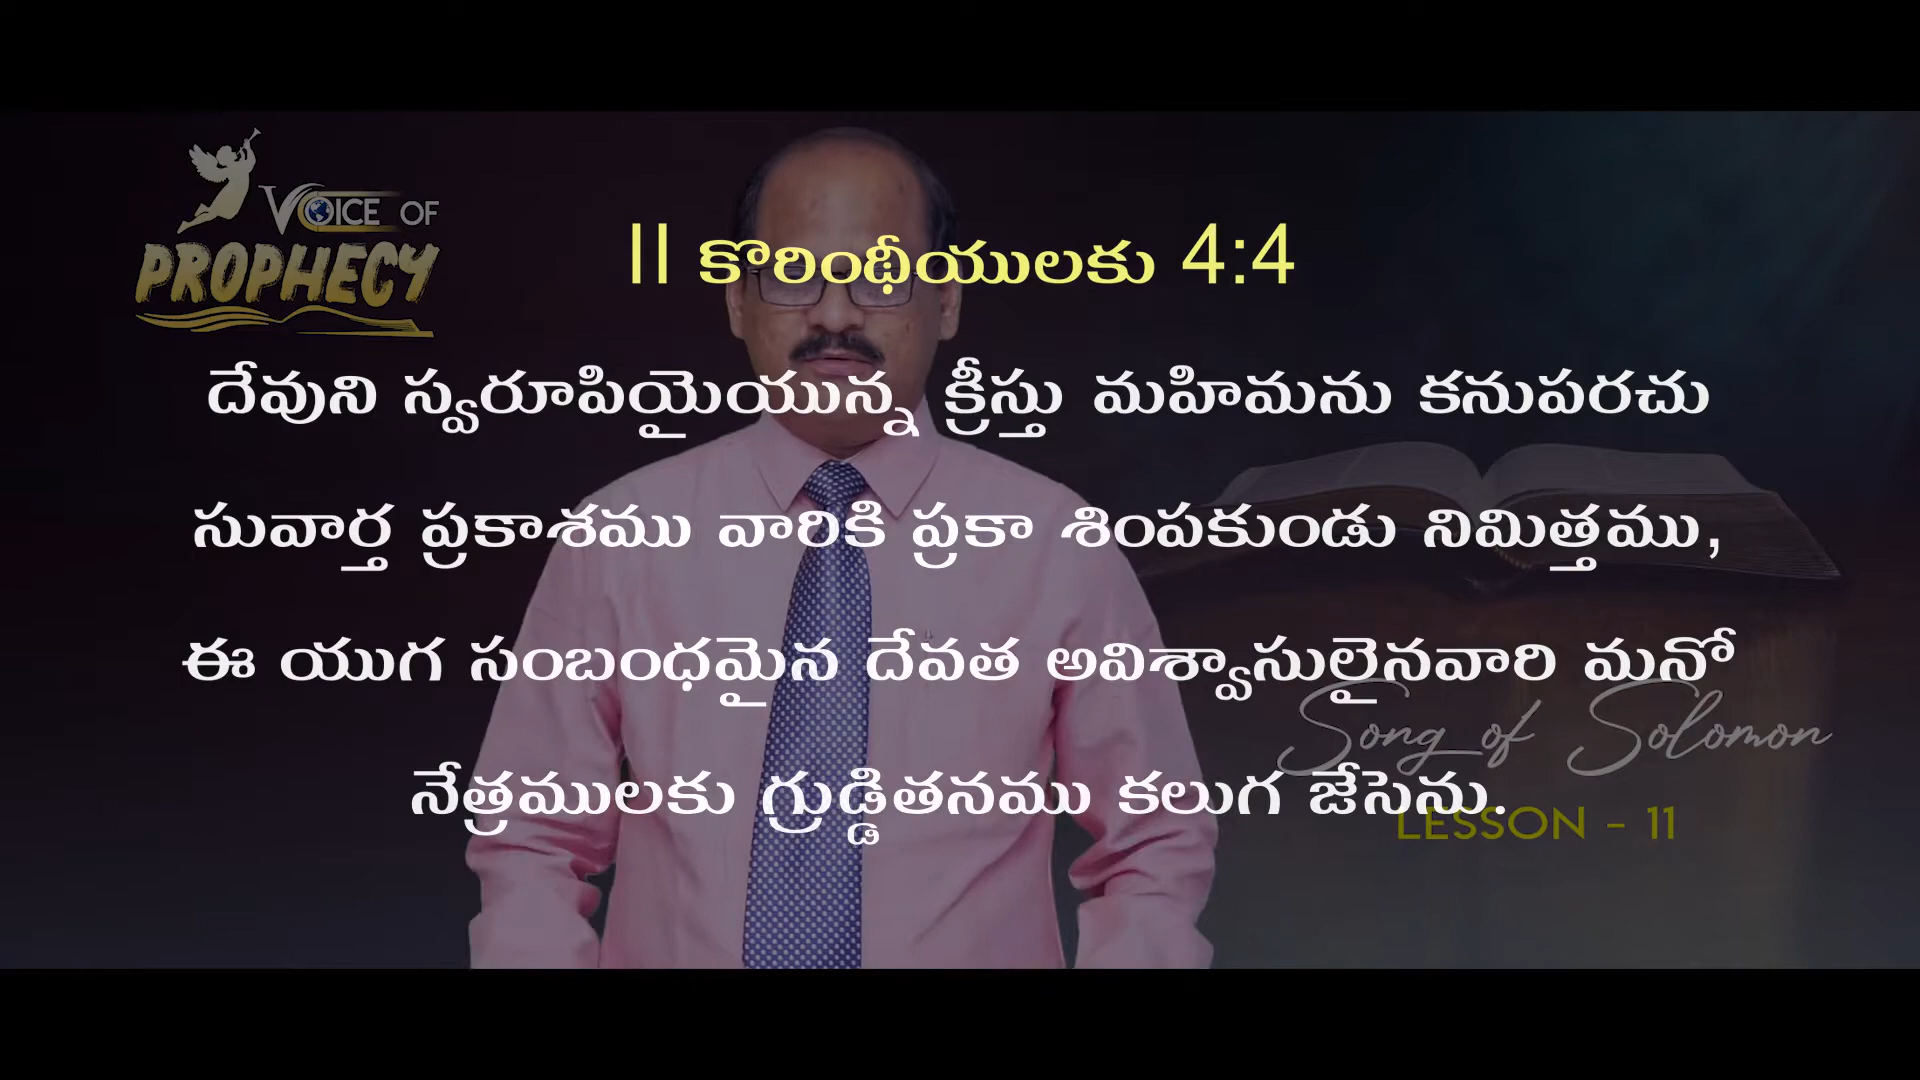 VOICE OF
PROPHECY
II కొరింథీయులకు 4:4
దేవుని స్వరూపియైయున్న క్రీస్తు మహిమను కనుపరచు
సువార్త ప్రకాశము వారికి ప్రకా శింపకుండు నిమిత్తము,
ఈ యుగ సంబంధమైన దేవత అవిశ్వాసులైనవారి మనో
నేత్రములకు గ్రుడ్డితనము కలుగ జేసెను.
Song of Solomon
LESSON - 11